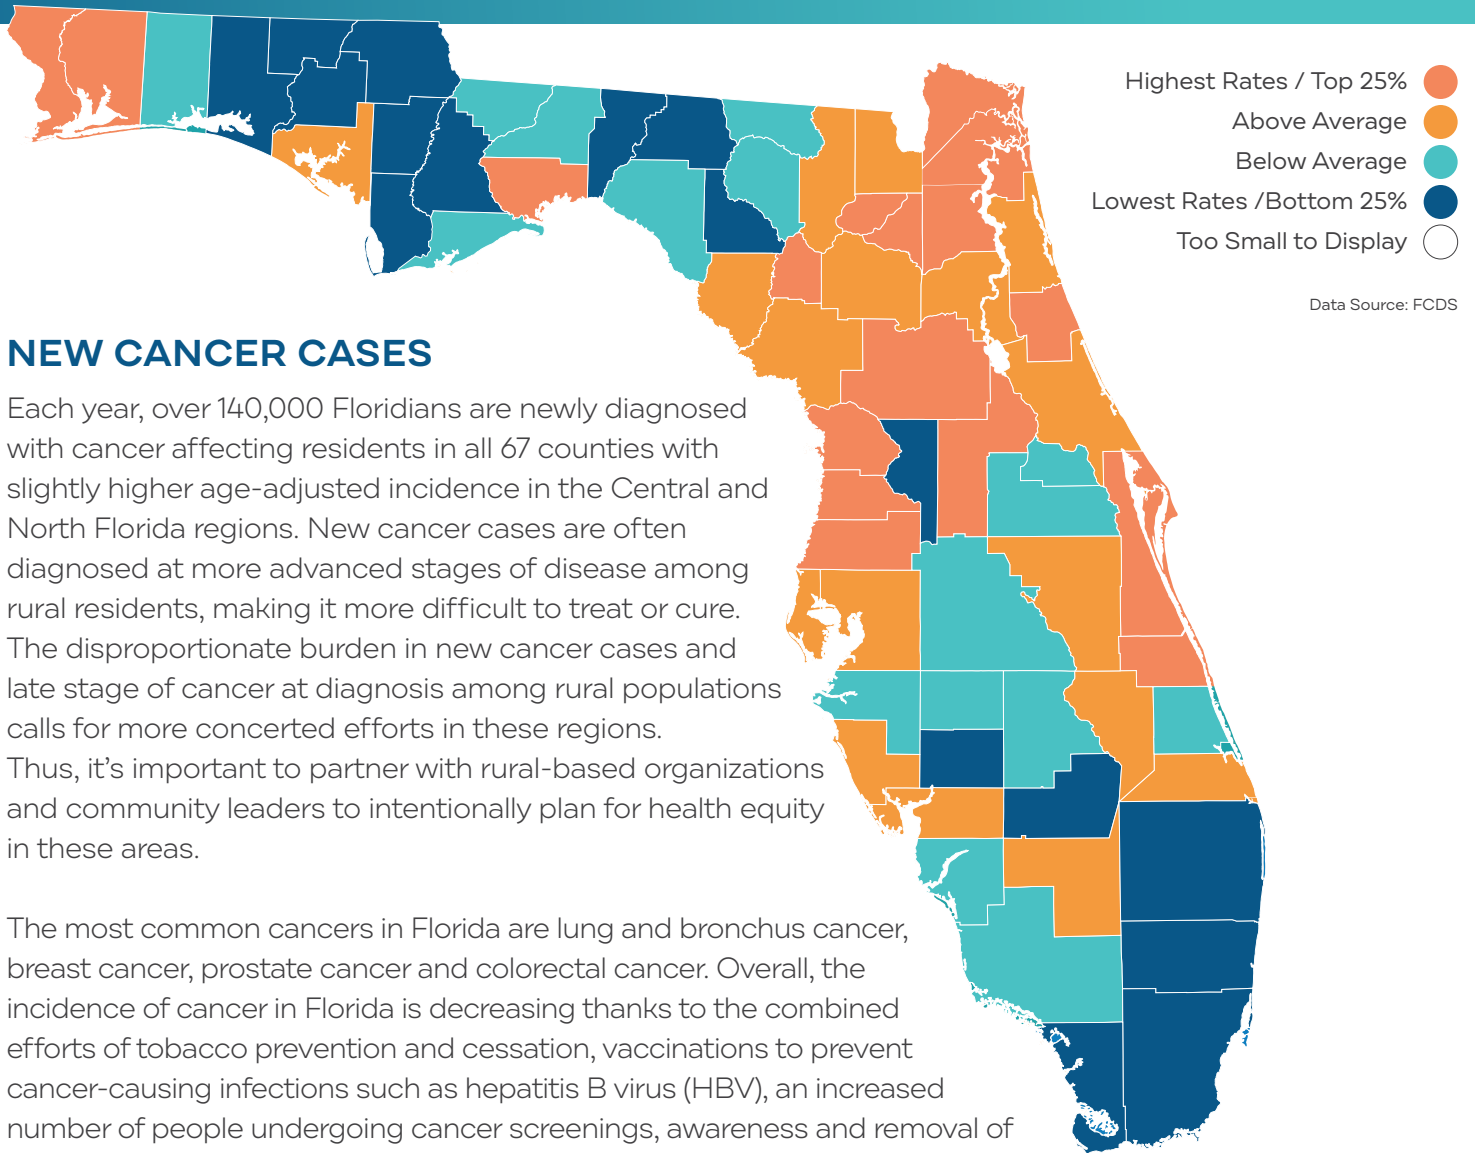 Highest Rates / Top 25%
Above Average
Below Average
Lowest Rates /Bottom 25%
Too Small to Display
Data Source: FCDS
NEW CANCER CASES
Each year, over 140,000 Floridians are newly diagnosed
with cancer affecting residents in all 67 counties with
slightly higher age-adjusted incidence in the Central and
North Florida regions. New cancer cases are often
diagnosed at more advanced stages of disease among
rural residents, making it more difficult to treat or cure.
The disproportionate burden in new cancer cases and
late stage of cancer at diagnosis among rural populations
calls for more concerted efforts in these regions.
Thus, it’s important to partner with rural-based organizations
and community leaders to intentionally plan for health equity
in these areas.
The most common cancers in Florida are lung and bronchus cancer,
breast cancer, prostate cancer and colorectal cancer. Overall, the
incidence of cancer in Florida is decreasing thanks to the combined
efforts of tobacco prevention and cessation, vaccinations to prevent
cancer-causing infections such as hepatitis B virus (HBV), an increased
number of people undergoing cancer screenings, awareness and removal of